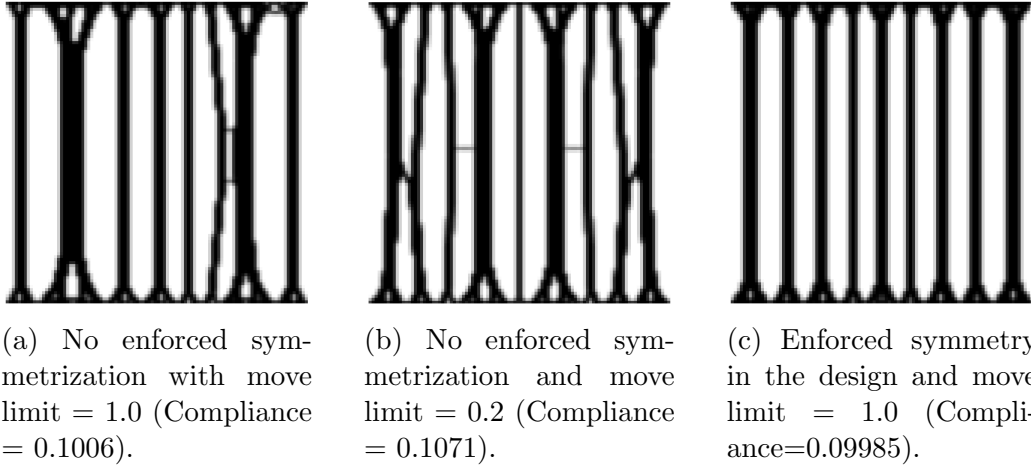 (a) No enforced sym-
metrization with move
limit = 1.0 (Compliance
= 0.1006).
(b) No enforced sym-
metrization and move
limit = 0.2 (Compliance
= 0.1071).
(c) Enforced symmetry
in the design and move
limit = 1.0 (Compli-
ance=0.09985).